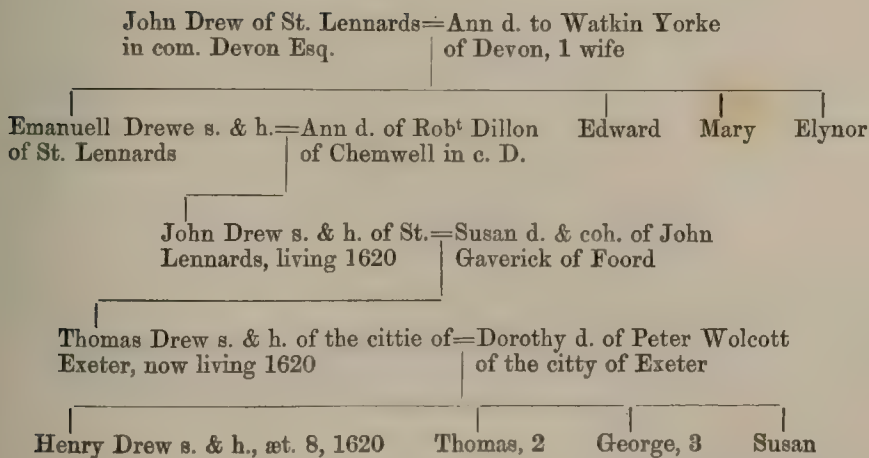 John Drew of St. Lennards=Ann d. to Watkin Yorke
in com. Devon Esq. of Devon, 1 wife
Emanuell Drewe s. & h.=Ann d. of Robt Dillon Edward Mary Elynor
of St. Lennards of Chemwell in c. D.
John Drew s. & h. of St.=Susan d. & coh. of John
Lennards, living 1620 Gaverick of Foord
Thomas Drew s. & h. of the cittie of=Dorothy d. of Peter Wolcott
Exeter, now living 1620 of the citty of Exeter
Henry Drew s. & h., æt. 8, 1620 Thomas, 2 George, 3 Susan